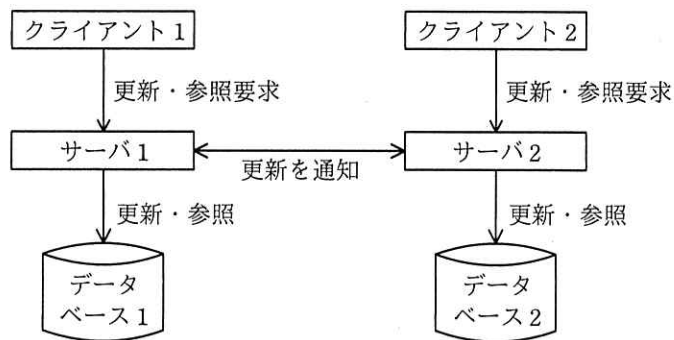 クライアント1
クライアント2
更新・参照要求
更新・参照要求
サーバ1
サーバ2
更新を通知
更新・参照
更新・参照
データ
ベース1
データ
ベース2